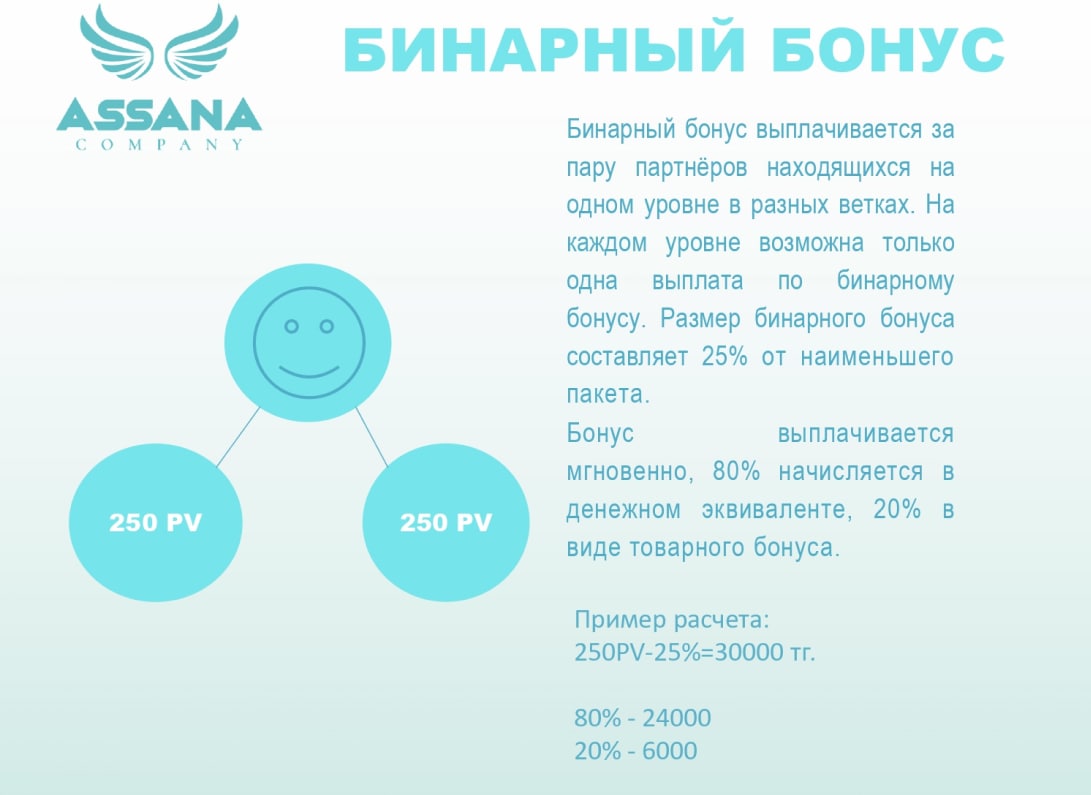 ASSANA
COMPANY
БИНАРНЫЙ БОНУС
Бинарный бонус выплачивается за
пару партнёров находящихся на
одном уровне в разных ветках. На
каждом уровне возможна только
одна выплата по бинарному
бонусу. Размер бинарного бонуса
составляет 25% от наименьшего
пакета.
Бонус выплачивается
мгновенно, 80% начисляется в
денежном эквиваленте, 20% в
виде товарного бонуса.
250 PV
250 PV
Пример расчета:
250PV-25%=30000 тг.
80% - 24000
20% - 6000